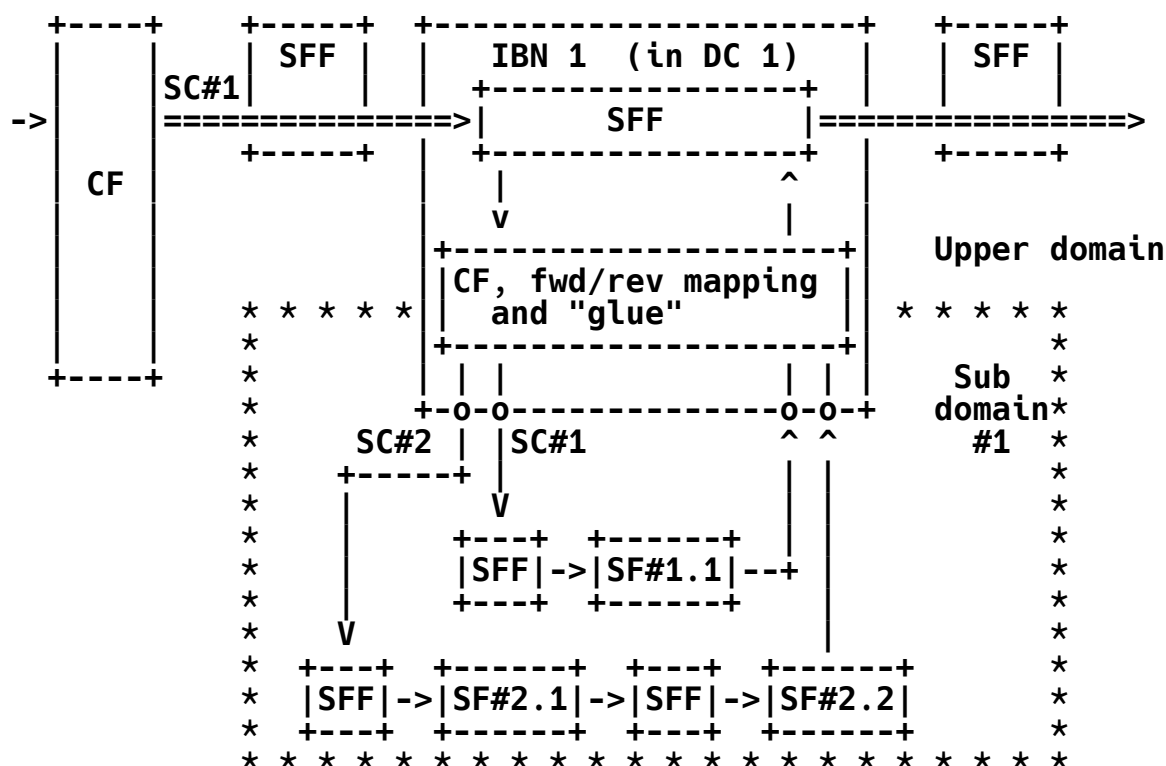 SFF IBN 1 (in DC 1) SFF
SC#1
-> ===============>| SFF |================>
CF
Upper domain
CF, fwd/rev mapping
and "glue"
Sub
domain
SC#2 SC#1 #1
SFF -> SF#1.1
SFF -> SF#2.1 -> SFF -> SF#2.2